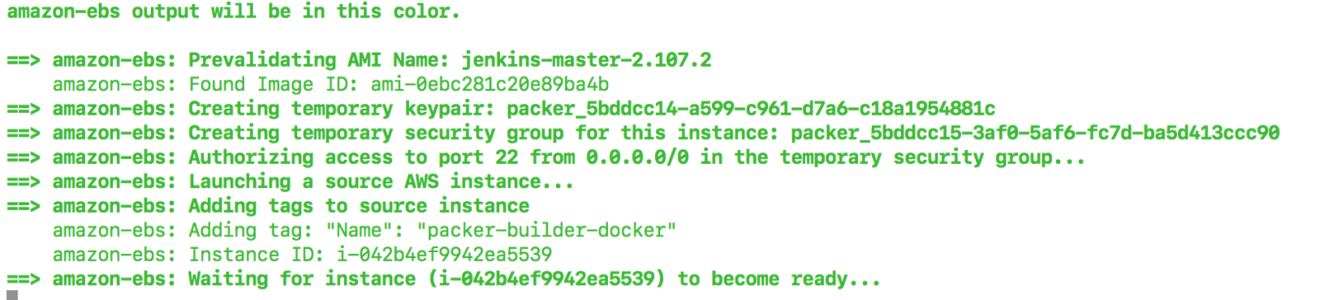 amazon-ebs output will be in this color.
==> amazon-ebs: Prevalidating AMI Name: jenkins-master-2.107.2
amazon-ebs: Found Image ID: ami-0ebc281c20e89ba4b
==> amazon-ebs: Creating temporary keypair: packer_5bddcc14-a599-c961-d7a6-c18a1954881c
==> amazon-ebs: Creating temporary security group for this instance: packer_5bddcc15-3af0-5af6-fc7d-ba5d413ccc90
==> amazon-ebs: Authorizing access to port 22 from 0.0.0.0/0 in the temporary security group...
==> amazon-ebs: Launching a source AWS instance...
==> amazon-ebs: Adding tags to source instance
amazon-ebs: Adding tag: "Name": "packer-builder-docker"
amazon-ebs: Instance ID: i-042b4ef9942ea5539
==> amazon-ebs: Waiting for instance (i-042b4ef9942ea5539) to become ready...